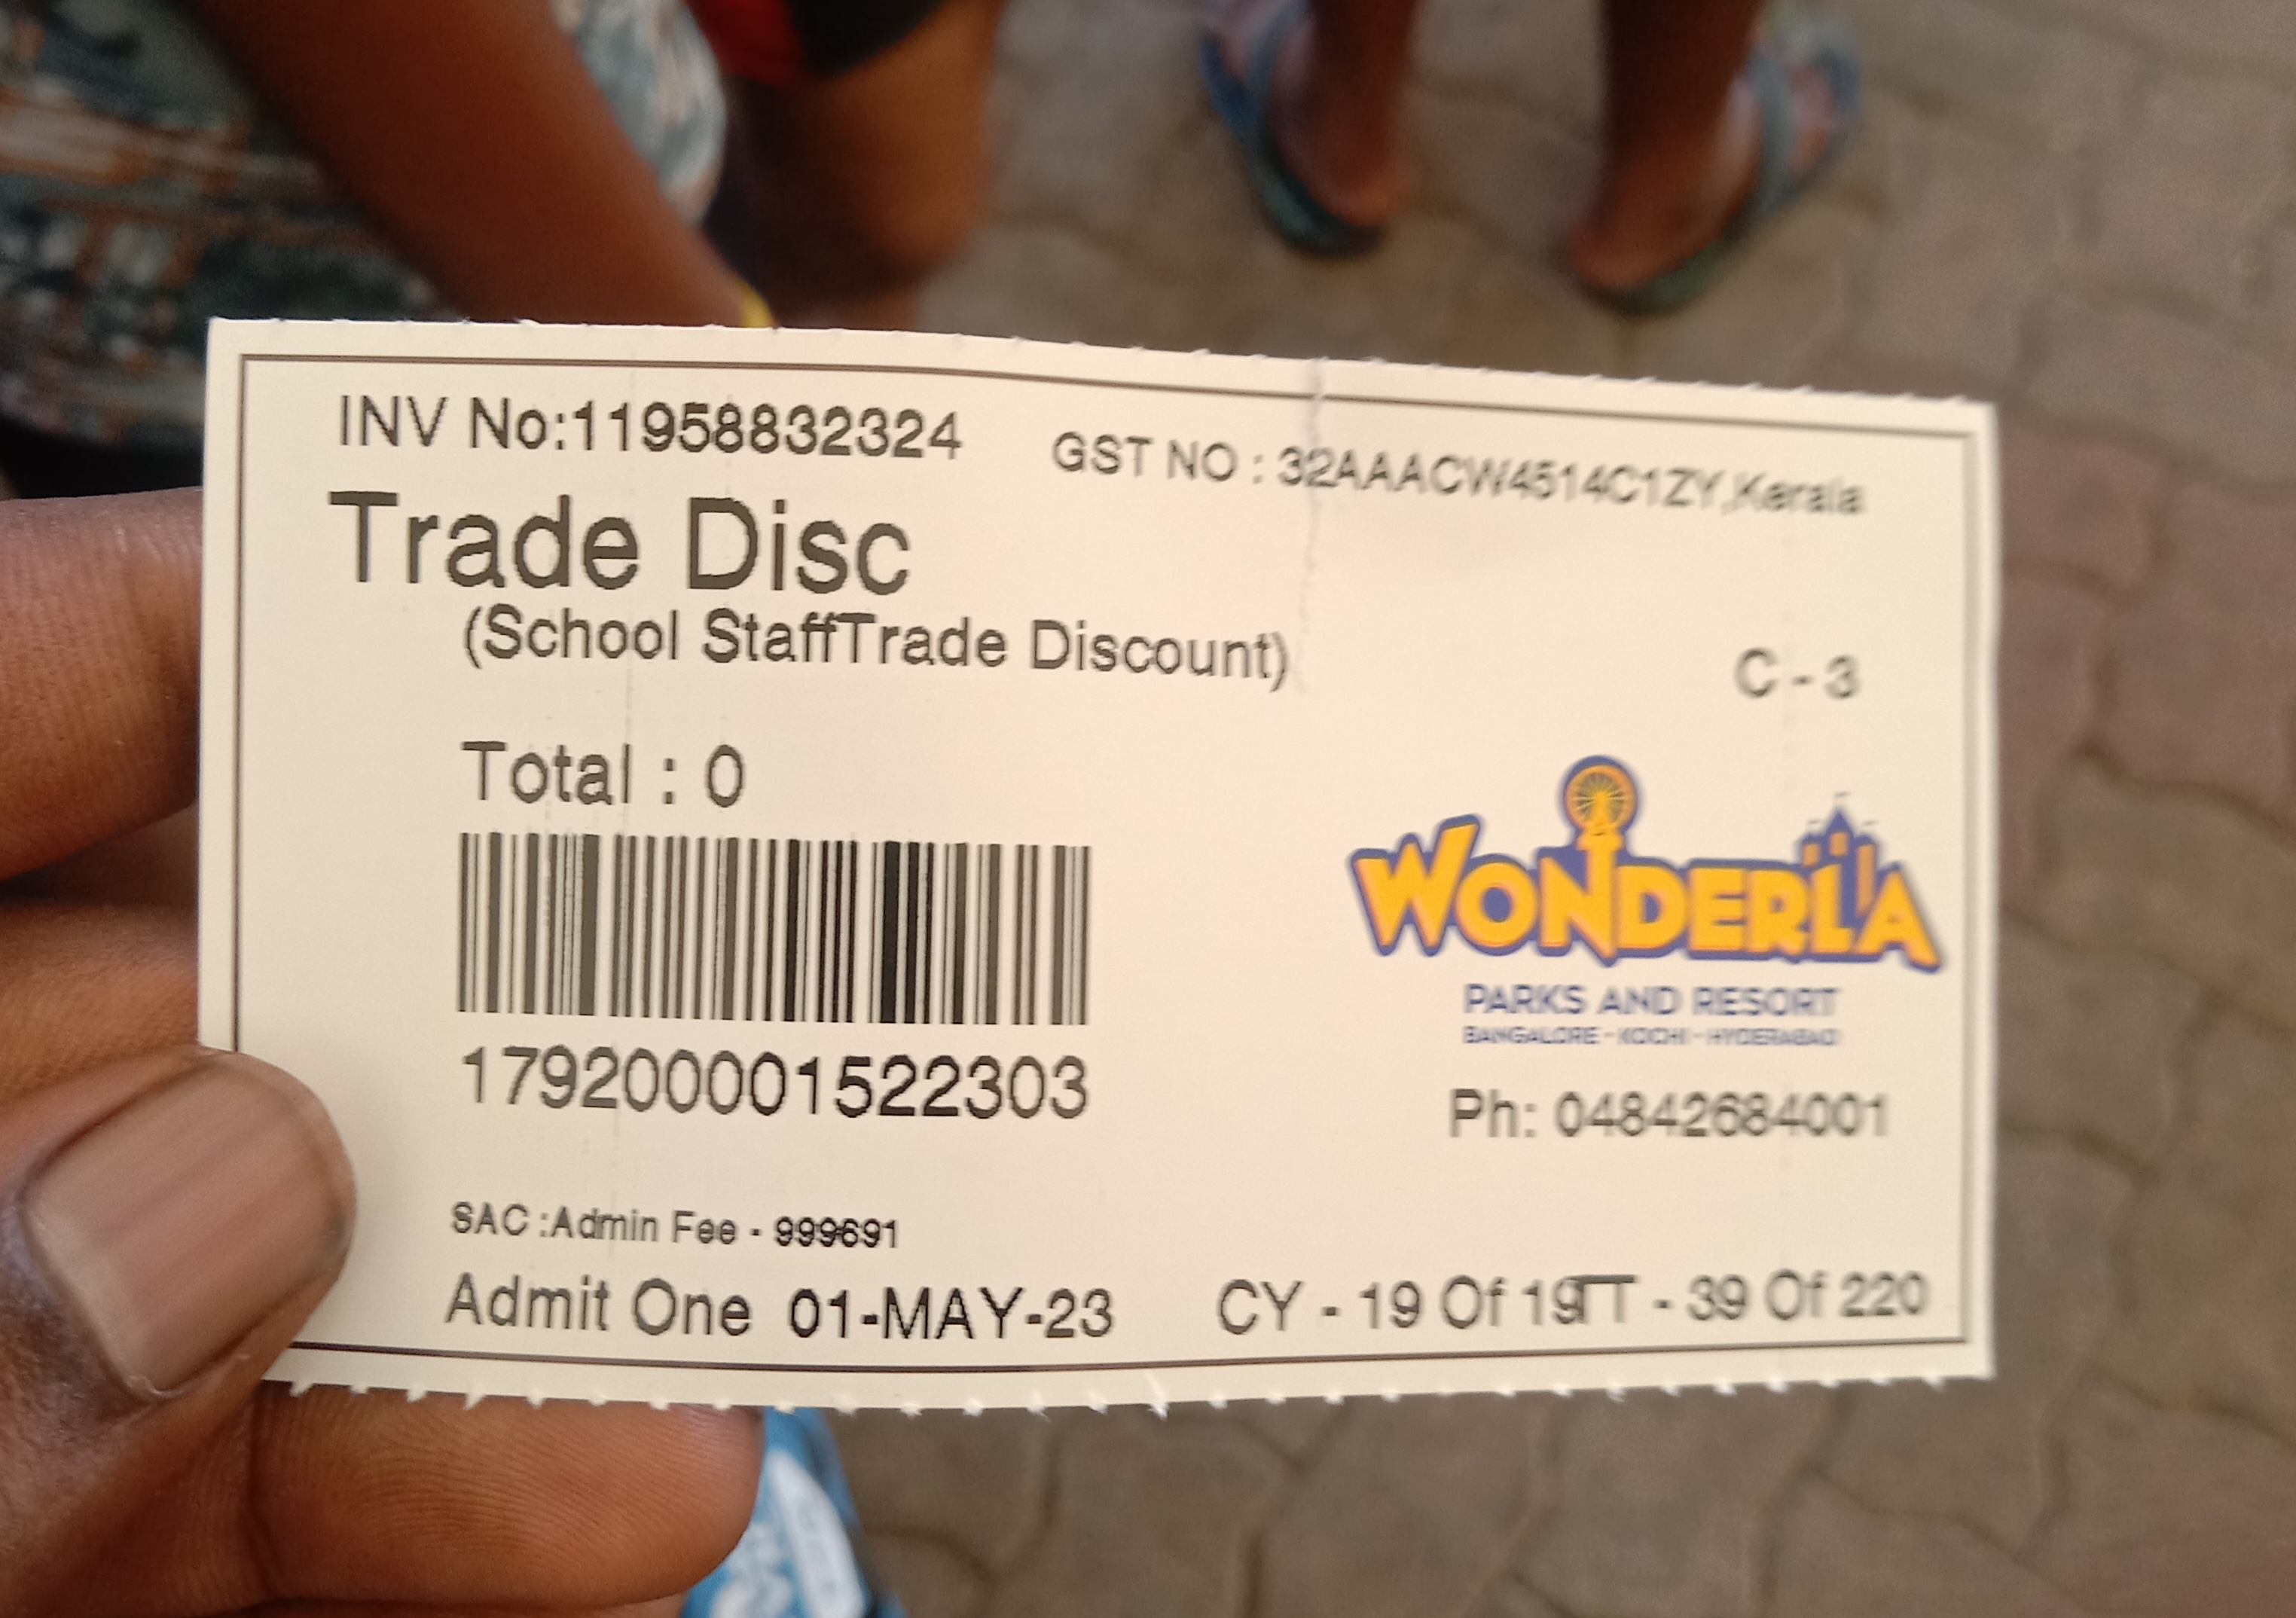 INV No:11958832324
GST NO : 32AAACW4514C1ZY,Kerala
Trade Disc
(School StaffTrade Discount)
C - 3
Total : 0
WONDERLA
PARKS AND RESORT
BANGALORE - KOCHI - HYDERABAD
179200001522303
Ph: 04842684001
SAC :Admin Fee - 999691
Admit One 01-MAY-23
CY - 19 Of 19TT - 39 Of 220